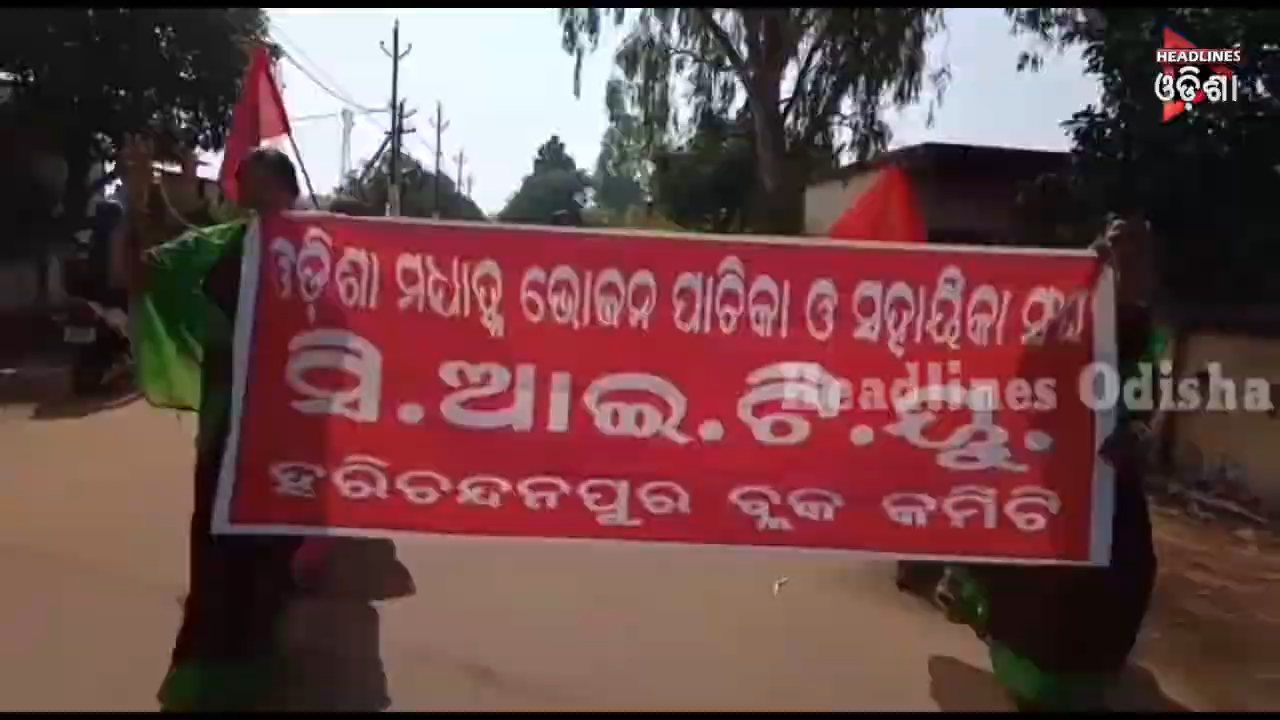 HEADLINES
ଓଡ଼ିଶା
ଓଡ଼ିଶା ମଧ୍ୟାହ୍ନ ଭୋଜନ ପାଚିକା ଓ ସହାୟିକା ସଂଘ
ସି.ଆଇ.ଟି.ୟୁ.
Headlines Odisha
ହରିଚନ୍ଦନପୁର ବ୍ଲକ କମିଟି